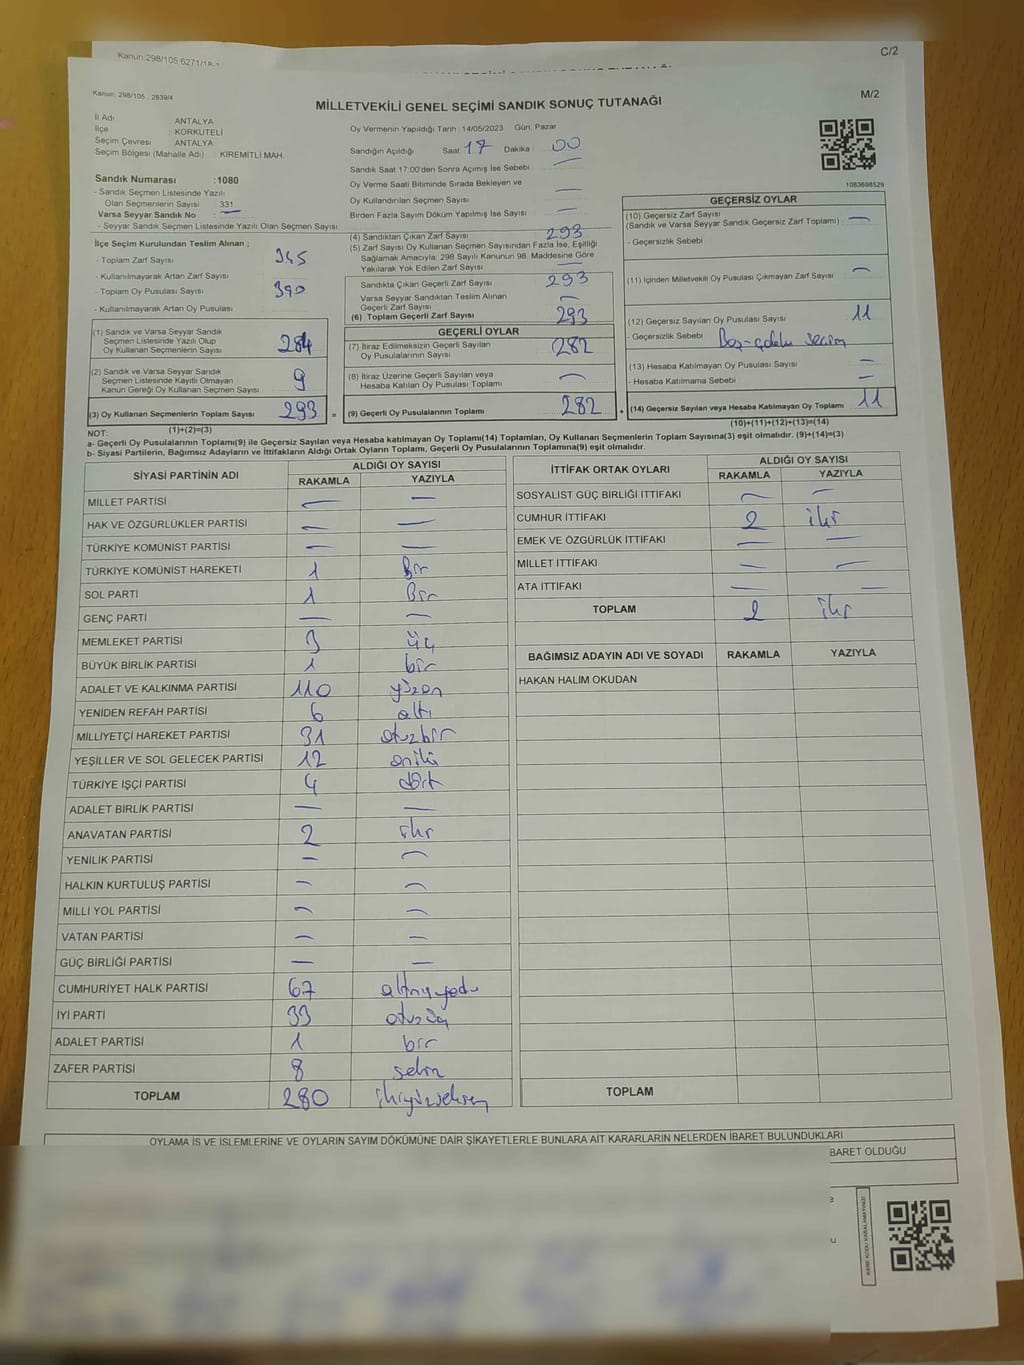 Kanun:298/105 6271/18-1
C/2
Kanun: 298/105 , 2839/4
MİLLETVEKİLİ GENEL SEÇİMİ SANDIK SONUÇ TUTANAĞI
M/2
İl Adı ANTALYA
İlçe KORKUTELİ
Seçim Çevresi ANTALYA
Seçim Bölgesi (Mahalle Adı) KİREMİTLİ MAH.
Sandık Numarası :1080
- Sandık Seçmen Listesinde Yazılı
Olan Seçmenlerin Sayısı : 331
Varsa Seyyar Sandık No : —
- Seyyar Sandık Seçmen Listesinde Yazılı Olan Seçmen Sayısı
İlçe Seçim Kurulundan Teslim Alınan ;
- Toplam Zarf Sayısı 345
- Kullanılmayarak Artan Zarf Sayısı
- Toplam Oy Pusulası Sayısı 390
- Kullanılmayarak Artan Oy Pusulası
(1) Sandık ve Varsa Seyyar Sandık
Seçmen Listesinde Yazılı Olup
Oy Kullanan Seçmenlerin Sayısı 284
(2) Sandık ve Varsa Seyyar Sandık
Seçmen Listesinde Kayıtlı Olmayan
Kanun Gereği Oy Kullanan Seçmen Sayısı 9
(3) Oy Kullanan Seçmenlerin Toplam Sayısı 293 =
(1)+(2)=(3)
Oy Vermenin Yapıldığı Tarih :14/05/2023 Gün: Pazar
Sandığın Açıldığı Saat 17 Dakika 00
Sandık Saat 17:00'den Sonra Açımış İse Sebebi —
Oy Verme Saati Bitiminde Sırada Bekleyen ve
Oy Kullandırılan Seçmen Sayısı —
Birden Fazla Sayım Döküm Yapılmış İse Sayısı —
(4) Sandıktan Çıkan Zarf Sayısı 293
(5) Zarf Sayısı Oy Kullanan Seçmen Sayısından Fazla İse, Eşitliği
Sağlamak Amacıyla; 298 Sayılı Kanunun 98. Maddesine Göre
Yakılarak Yok Edilen Zarf Sayısı —
Sandıkta Çıkan Geçerli Zarf Sayısı 293
Varsa Seyyar Sandıktan Teslim Alınan
Geçerli Zarf Sayısı —
(6) Toplam Geçerli Zarf Sayısı 293
GEÇERLİ OYLAR
(7) İtiraz Edilmeksizin Geçerli Sayılan
Oy Pusulalarının Sayısı 282
(8) İtiraz Üzerine Geçerli Sayılan veya
Hesaba Katılan Oy Pusulası Toplamı —
(9) Geçerli Oy Pusulalarının Toplamı 282 +
1083698529
GEÇERSİZ OYLAR
(10) Geçersiz Zarf Sayısı
(Sandık ve Varsa Seyyar Sandık Geçersiz Zarf Toplamı) —
- Geçersizlik Sebebi
(11) İçinden Milletvekili Oy Pusulası Çıkmayan Zarf Sayısı —
(12) Geçersiz Sayılan Oy Pusulası Sayısı 11
- Geçersizlik Sebebi
(13) Hesaba Katılmayan Oy Pusulası Sayısı —
- Hesaba Katılmama Sebebi —
(14) Geçersiz Sayılan veya Hesaba Katılmayan Oy Toplamı 11
(10)+(11)+(12)+(13)=(14)
NOT:
a- Geçerli Oy Pusulalarının Toplamı(9) ile Geçersiz Sayılan veya Hesaba katılmayan Oy Toplamı(14) Toplamları, Oy Kullanan Seçmenlerin Toplam Sayısına(3) eşit olmalıdır. (9)+(14)=(3)
b- Siyasi Partilerin, Bağımsız Adayların ve İttifakların Aldığı Ortak Oyların Toplamı, Geçerli Oy Pusulalarının Toplamına(9) eşit olmalıdır.
SİYASİ PARTİNİN ADI ALDIĞI OY SAYISI
RAKAMLA YAZIYLA
MİLLET PARTİSİ — —
HAK VE ÖZGÜRLÜKLER PARTİSİ — —
TÜRKİYE KOMÜNIST PARTİSİ — —
TÜRKİYE KOMÜNIST HAREKETİ 1 Bir
SOL PARTİ 1 Bir
GENÇ PARTİ — —
MEMLEKET PARTİSİ 3 üç
BÜYÜK BİRLİK PARTİSİ 1 bir
ADALET VE KALKINMA PARTİSİ 110 yüzon
YENİDEN REFAH PARTİSİ 6 altı
MİLLİYETÇİ HAREKET PARTİSİ 31 otuzbir
YEŞİLLER VE SOL GELECEK PARTİSİ 12 oniki
TÜRKİYE İŞÇİ PARTİSİ 4 dört
ADALET BİRLİK PARTİSİ — —
ANAVATAN PARTİSİ 2 iki
YENİLİK PARTİSİ — —
HALKIN KURTULUŞ PARTİSİ — —
MİLLİ YOL PARTİSİ — —
VATAN PARTİSİ — —
GÜÇ BİRLİĞİ PARTİSİ — —
CUMHURİYET HALK PARTİSİ 67 altmışyedi
İYİ PARTİ 33 otuzüç
ADALET PARTİSİ 1 bir
ZAFER PARTİSİ 8 sekiz
TOPLAM 280 ikiyüzseksen
İTTİFAK ORTAK OYLARI ALDIĞI OY SAYISI
RAKAMLA YAZIYLA
SOSYALIST GÜÇ BİRLİĞİ İTTİFAKI — —
CUMHUR İTTİFAKI 2 iki
EMEK VE ÖZGÜRLÜK İTTİFAKI — —
MİLLET İTTİFAKI — —
ATA İTTİFAKI — —
TOPLAM 2 iki
BAĞIMSIZ ADAYIN ADI VE SOYADI RAKAMLA YAZIYLA
HAKAN HALİM OKUDAN
TOPLAM
OYLAMA İŞ VE İŞLEMLERİNE VE OYLARIN SAYIM DÖKÜMÜNE DAİR ŞİKAYETLERLE BUNLARA AİT KARARLARIN NELERDEN İBARET BULUNDUKLARI
BARET OLDUĞU